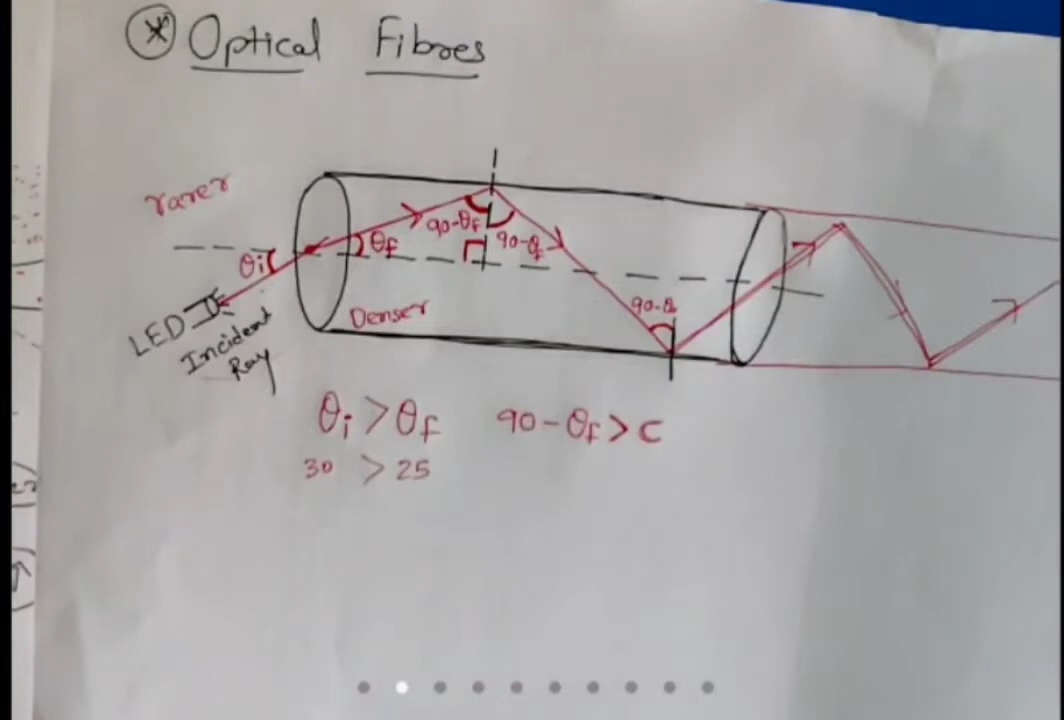 * Optical Fibres
rarer
90-θf
90-θf
θf
θi
Denser
90-θ
LED
Incident
Ray
θi > θf 90-θf > C
30 > 25